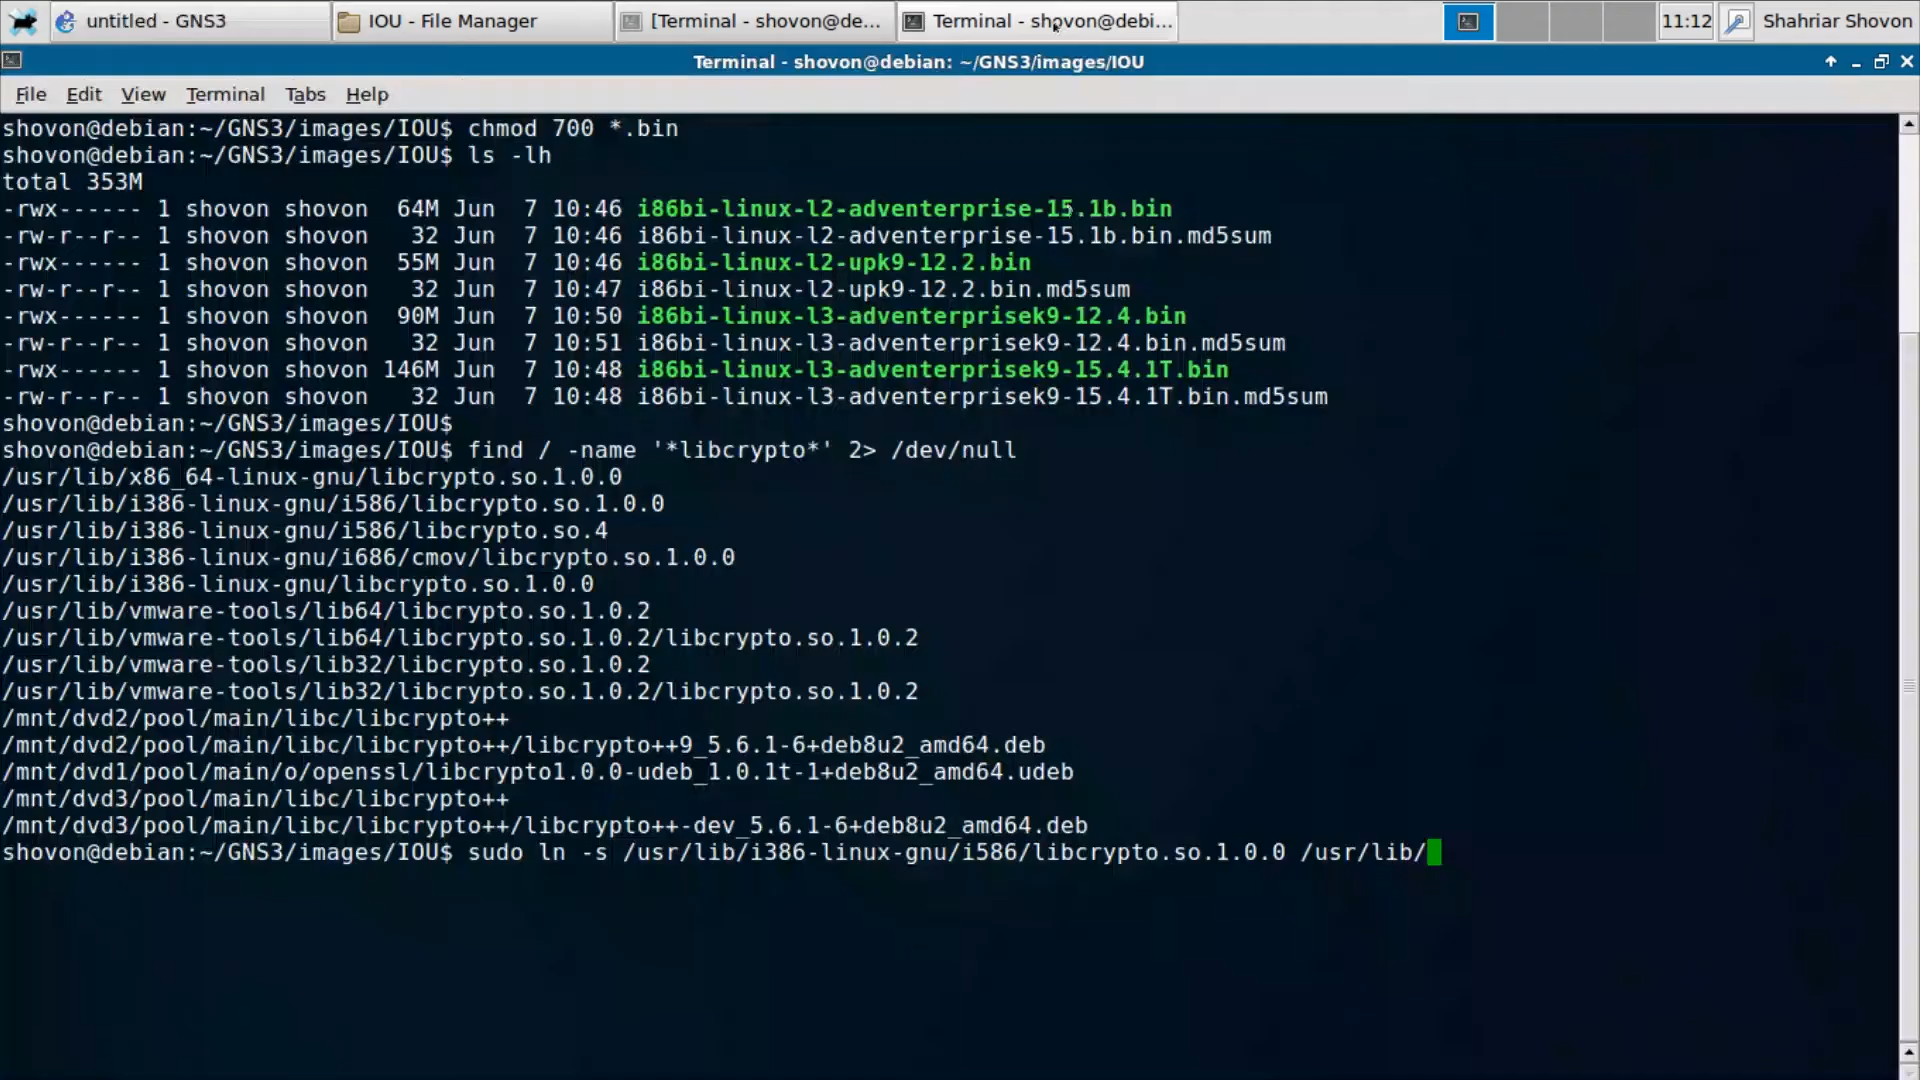 untitled - GNS3
IOU - File Manager
[Terminal - shovon@de...
Terminal - shovon@debi...
11:12
Shahriar Shovon
Terminal - shovon@debian: ~/GNS3/images/IOU
File Edit View Terminal Tabs Help
shovon@debian:~/GNS3/images/IOU$ chmod 700 *.bin
shovon@debian:~/GNS3/images/IOU$ ls -lh
total 353M
-rwx------ 1 shovon shovon  64M Jun  7 10:46 i86bi-linux-l2-adventerprise-15.1b.bin
-rw-r--r-- 1 shovon shovon   32 Jun  7 10:46 i86bi-linux-l2-adventerprise-15.1b.bin.md5sum
-rwx------ 1 shovon shovon  55M Jun  7 10:46 i86bi-linux-l2-upk9-12.2.bin
-rw-r--r-- 1 shovon shovon   32 Jun  7 10:47 i86bi-linux-l2-upk9-12.2.bin.md5sum
-rwx------ 1 shovon shovon  90M Jun  7 10:50 i86bi-linux-l3-adventerprisek9-12.4.bin
-rw-r--r-- 1 shovon shovon   32 Jun  7 10:51 i86bi-linux-l3-adventerprisek9-12.4.bin.md5sum
-rwx------ 1 shovon shovon 146M Jun  7 10:48 i86bi-linux-l3-adventerprisek9-15.4.1T.bin
-rw-r--r-- 1 shovon shovon   32 Jun  7 10:48 i86bi-linux-l3-adventerprisek9-15.4.1T.bin.md5sum
shovon@debian:~/GNS3/images/IOU$
shovon@debian:~/GNS3/images/IOU$ find / -name '*libcrypto*' 2> /dev/null
/usr/lib/x86_64-linux-gnu/libcrypto.so.1.0.0
/usr/lib/i386-linux-gnu/i586/libcrypto.so.1.0.0
/usr/lib/i386-linux-gnu/i586/libcrypto.so.4
/usr/lib/i386-linux-gnu/i686/cmov/libcrypto.so.1.0.0
/usr/lib/i386-linux-gnu/libcrypto.so.1.0.0
/usr/lib/vmware-tools/lib64/libcrypto.so.1.0.2
/usr/lib/vmware-tools/lib64/libcrypto.so.1.0.2/libcrypto.so.1.0.2
/usr/lib/vmware-tools/lib32/libcrypto.so.1.0.2
/usr/lib/vmware-tools/lib32/libcrypto.so.1.0.2/libcrypto.so.1.0.2
/mnt/dvd2/pool/main/libc/libcrypto++
/mnt/dvd2/pool/main/libc/libcrypto++/libcrypto++9_5.6.1-6+deb8u2_amd64.deb
/mnt/dvd1/pool/main/o/openssl/libcrypto1.0.0-udeb_1.0.1t-1+deb8u2_amd64.udeb
/mnt/dvd3/pool/main/libc/libcrypto++
/mnt/dvd3/pool/main/libc/libcrypto++/libcrypto++-dev_5.6.1-6+deb8u2_amd64.deb
shovon@debian:~/GNS3/images/IOU$ sudo ln -s /usr/lib/i386-linux-gnu/i586/libcrypto.so.1.0.0 /usr/lib/